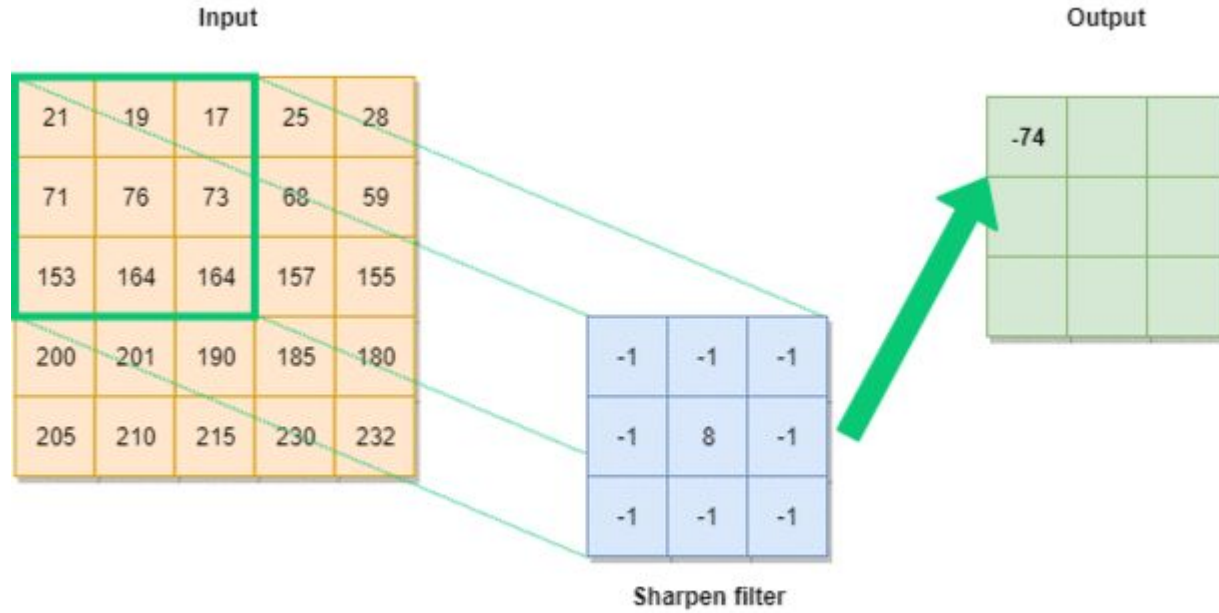 Input
Output
21 19 17 25 28
71 76 73 68 59
153 164 164 157 155
200 201 190 185 180
205 210 215 230 232
-74
-1 -1 -1
-1 8 -1
-1 -1 -1
Sharpen filter